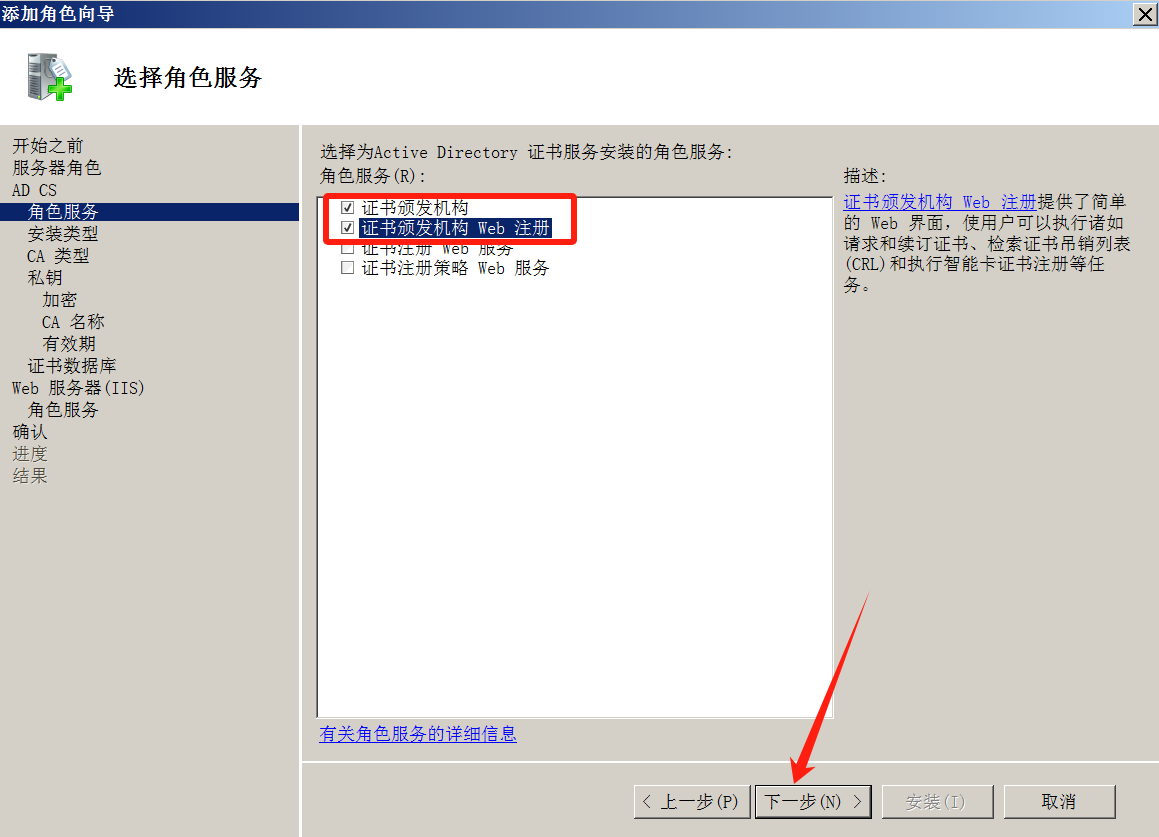 添加角色向导
选择角色服务
开始之前
服务器角色
AD CS
角色服务
安装类型
CA 类型
私钥
加密
CA 名称
有效期
证书数据库
Web 服务器(IIS)
角色服务
确认
进度
结果
选择为Active Directory 证书服务安装的角色服务:
角色服务(R):
证书颁发机构
证书颁发机构 Web 注册
证书注册 Web 服务
证书注册策略 Web 服务
有关角色服务的详细信息
描述:
证书颁发机构 Web 注册提供了简单
的 Web 界面，使用户可以执行诸如
请求和续订证书、检索证书吊销列表
(CRL)和执行智能卡证书注册等任
务。
< 上一步(P)
下一步(N) >
安装(I)
取消